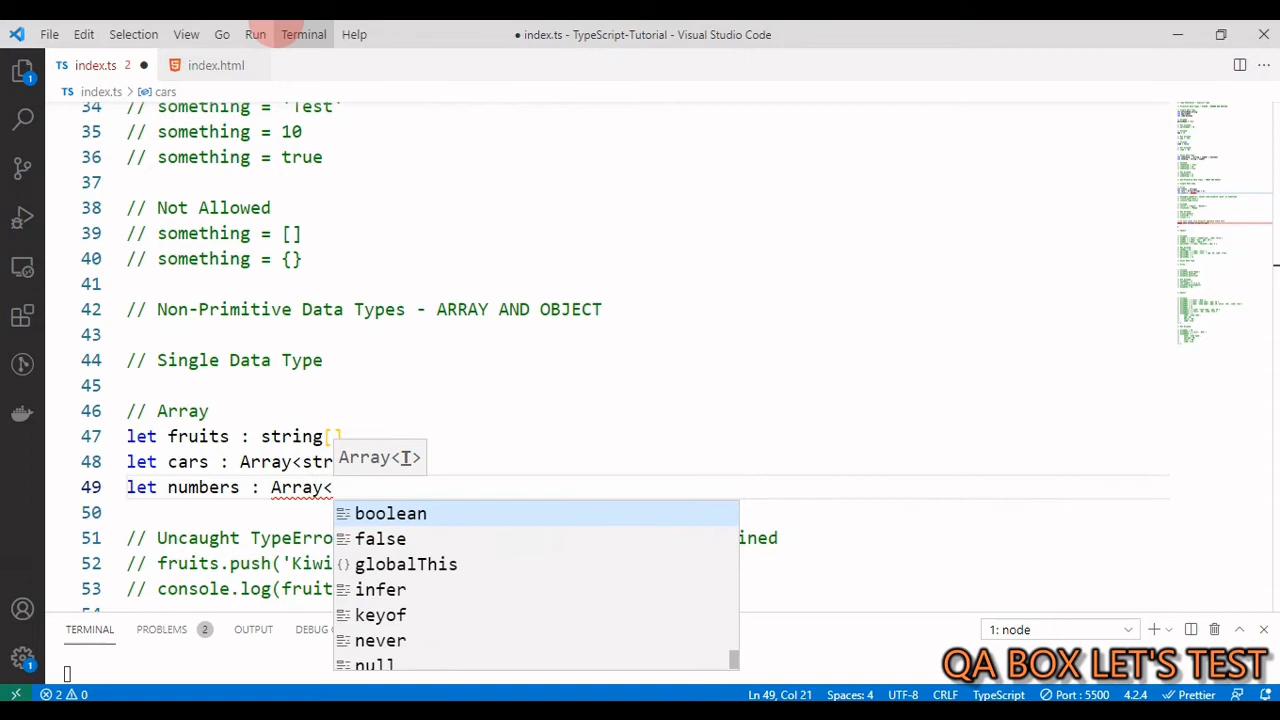 File Edit Selection View Go Run Terminal Help
● index.ts - TypeScript-Tutorial - Visual Studio Code
TS index.ts 2 ●
index.html
index.ts > cars
34 // something = 'Test'
35 // something = 10
36 // something = true
37
38 // Not Allowed
39 // something = []
40 // something = {}
41
42 // Non-Primitive Data Types - ARRAY AND OBJECT
43
44 // Single Data Type
45
46 // Array
47 let fruits : string[]
Array<T>
48 let cars : Array<str
49 let numbers : Array<
50
boolean
51 // Uncaught TypeErro ined
false
52 // fruits.push('Kiwi
globalThis
53 // console.log(fruit
infer
keyof
never
null
1
1
TERMINAL PROBLEMS 2 OUTPUT DEBUG
1: node
QA BOX LET'S TEST
2 0
Ln 49, Col 21 Spaces: 4 UTF-8 CRLF TypeScript Port : 5500 4.2.4 Prettier